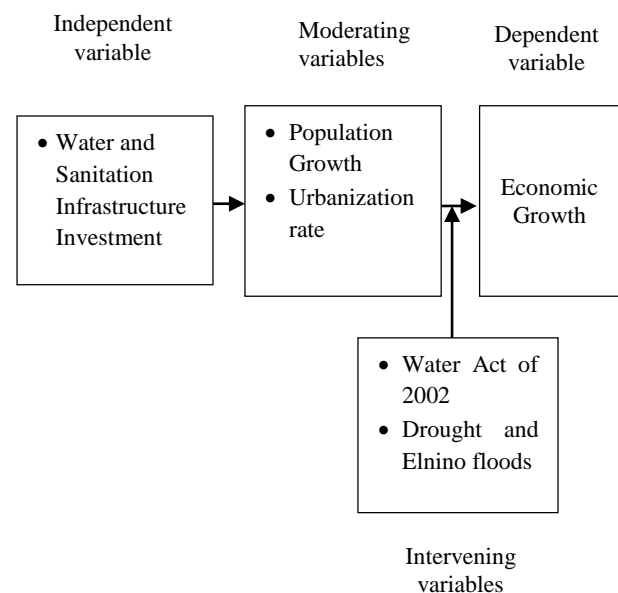 Independent
variable
Moderating
variables
Dependent
variable
• Water and
Sanitation
Infrastructure
Investment
• Population
Growth
• Urbanization
rate
Economic
Growth
• Water Act of
2002
• Drought and
Elnino floods
Intervening
variables